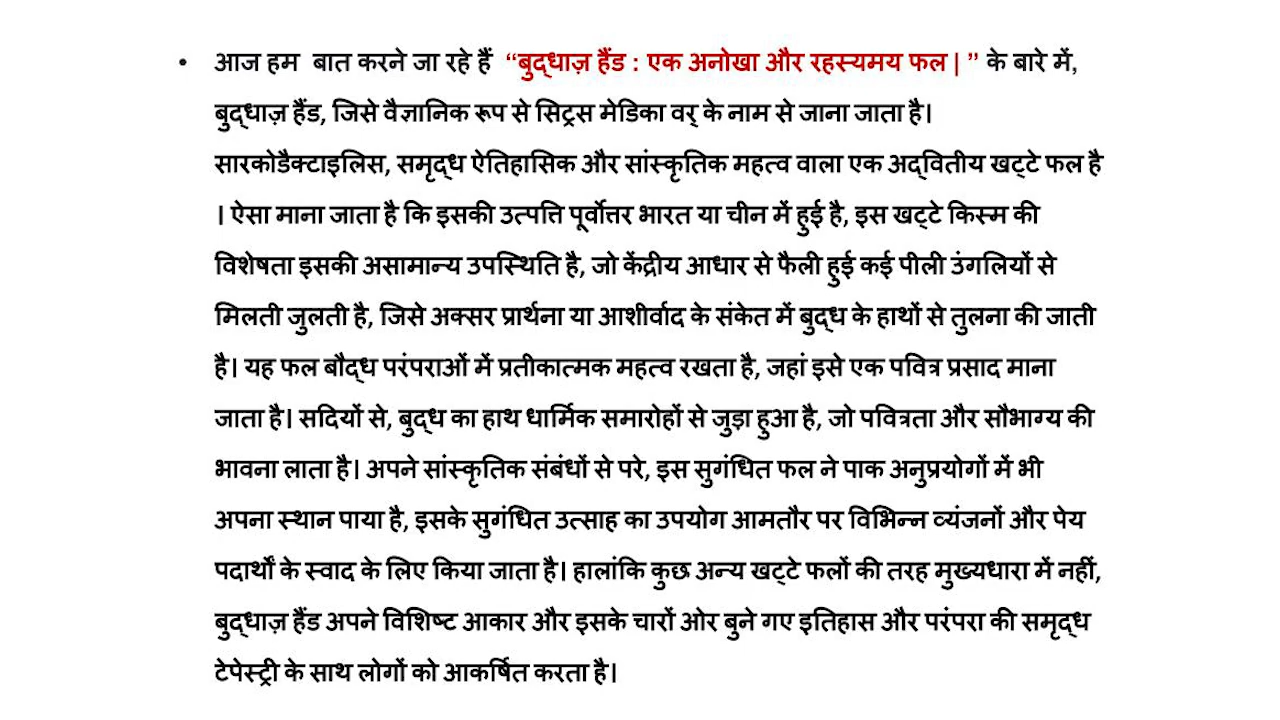 • आज हम बात करने जा रहे हैं “बुद्धाज़ हैंड : एक अनोखा और रहस्यमय फल | ” के बारे में,
बुद्धाज़ हैंड, जिसे वैज्ञानिक रूप से सिट्रस मेडिका वर् के नाम से जाना जाता है।
सारकोडैक्टाइलिस, समृद्ध ऐतिहासिक और सांस्कृतिक महत्व वाला एक अद्वितीय खट्टे फल है
। ऐसा माना जाता है कि इसकी उत्पत्ति पूर्वोत्तर भारत या चीन में हुई है, इस खट्टे किस्म की
विशेषता इसकी असामान्य उपस्थिति है, जो केंद्रीय आधार से फैली हुई कई पीली उंगलियों से
मिलती जुलती है, जिसे अक्सर प्रार्थना या आशीर्वाद के संकेत में बुद्ध के हाथों से तुलना की जाती
है। यह फल बौद्ध परंपराओं में प्रतीकात्मक महत्व रखता है, जहां इसे एक पवित्र प्रसाद माना
जाता है। सदियों से, बुद्ध का हाथ धार्मिक समारोहों से जुड़ा हुआ है, जो पवित्रता और सौभाग्य की
भावना लाता है। अपने सांस्कृतिक संबंधों से परे, इस सुगंधित फल ने पाक अनुप्रयोगों में भी
अपना स्थान पाया है, इसके सुगंधित उत्साह का उपयोग आमतौर पर विभिन्न व्यंजनों और पेय
पदार्थों के स्वाद के लिए किया जाता है। हालांकि कुछ अन्य खट्टे फलों की तरह मुख्यधारा में नहीं,
बुद्धाज़ हैंड अपने विशिष्ट आकार और इसके चारों ओर बुने गए इतिहास और परंपरा की समृद्ध
टेपेस्ट्री के साथ लोगों को आकर्षित करता है।